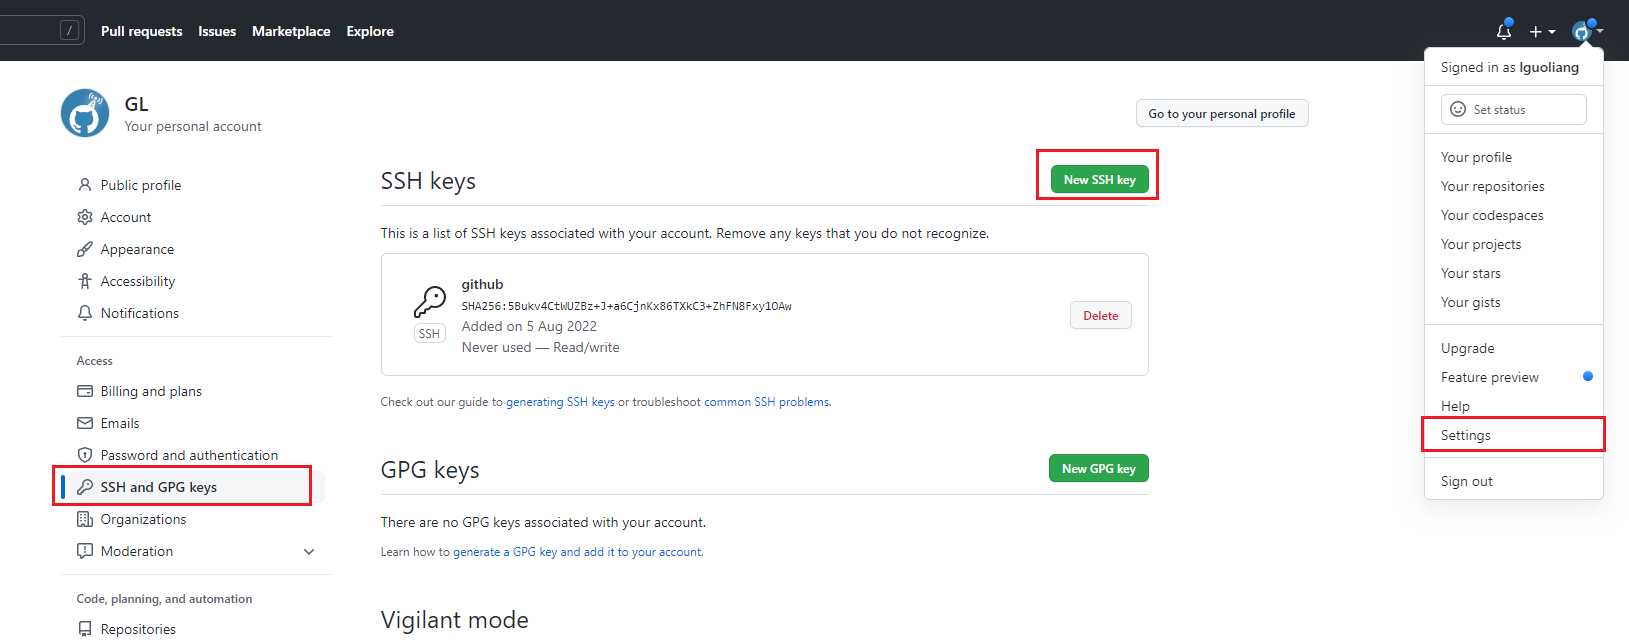 /
Pull requests Issues Marketplace Explore
GL
Your personal account
Go to your personal profile
Public profile
Account
Appearance
Accessibility
Notifications
Access
Billing and plans
Emails
Password and authentication
SSH and GPG keys
Organizations
Moderation
Code, planning, and automation
Repositories
SSH keys
New SSH key
This is a list of SSH keys associated with your account. Remove any keys that you do not recognize.
github
SHA256:5Bukv4CtWUZBz+J+a6CjnKx86TXkC3+ZhFN8Fxy1OAw
Added on 5 Aug 2022
Never used — Read/write
SSH
Delete
Check out our guide to generating SSH keys or troubleshoot common SSH problems.
GPG keys
New GPG key
There are no GPG keys associated with your account.
Learn how to generate a GPG key and add it to your account.
Vigilant mode
Signed in as lguoliang
Set status
Your profile
Your repositories
Your codespaces
Your projects
Your stars
Your gists
Upgrade
Feature preview
Help
Settings
Sign out